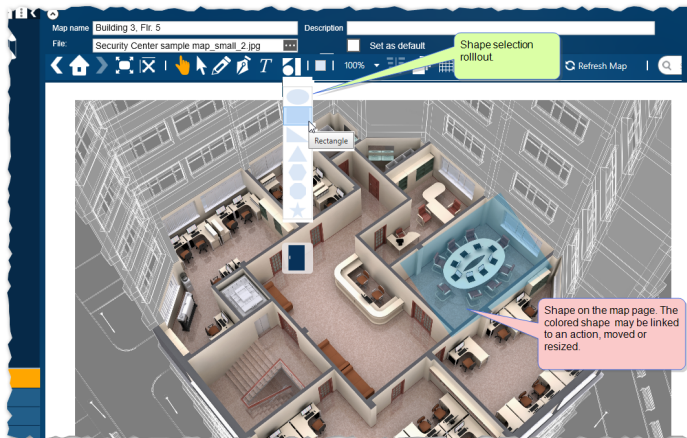 Map name Building 3, Flr. 5 Description
File: Security Center sample map_small_2.jpg Set as default
T 100% Refresh Map
Shape selection
rolllout.
Rectangle
Shape on the map page. The
colored shape may be linked
to an action, moved or
resized.